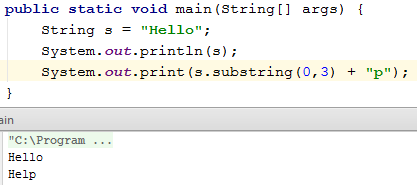 public static void main(String[] args) {
    String s = "Hello";
    System.out.println(s);
    System.out.print(s.substring(0,3) + "p");
}
ain
"C:\Program ...
Hello
Help